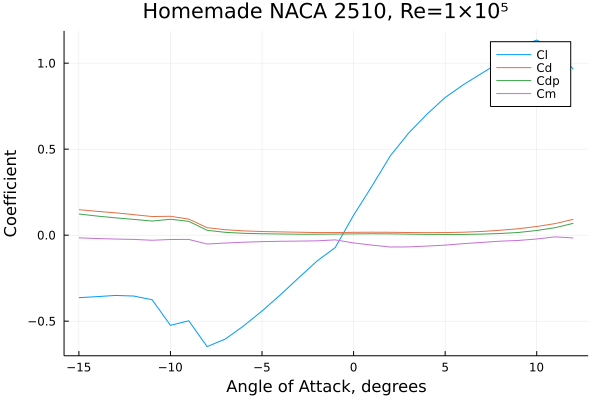 Homemade NACA 2510, Re=1×10⁵
Coefficient
1.0
0.5
0.0
−0.5
Cl
Cd
Cdp
Cm
−15
−10
−5
0
5
10
Angle of Attack, degrees